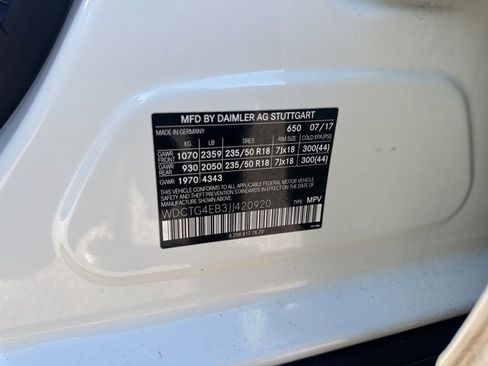 MFD BY DAIMLER AG STUTTGART
MADE IN GERMANY 650 07/17
KG LB TIRES RIM SIZE COLD KPA(PSI)
GAWR FRONT 1070 2359 235/50 R18 7Jx18 300(44)
GAWR REAR 930 2050 235/50 R18 7Jx18 300(44)
GVWR 1970 4343
THIS VEHICLE CONFORMS TO ALL APPLICABLE FEDERAL MOTOR VEHICLE
SAFETY, BUMPER, AND THEFT PREVENTION STANDARDS IN EFFECT
ON THE DATE OF MANUFACTURE SHOWN ABOVE.
WDCTG4EB3JJ420920 TYPE: MPV